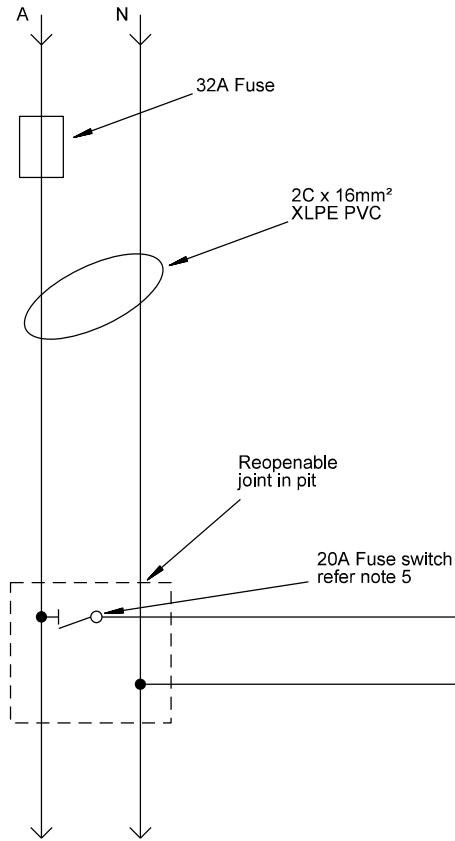 A
N
32A Fuse
2C x 16mm²
XLPE PVC
Reopenable
joint in pit
20A Fuse switch
refer note 5